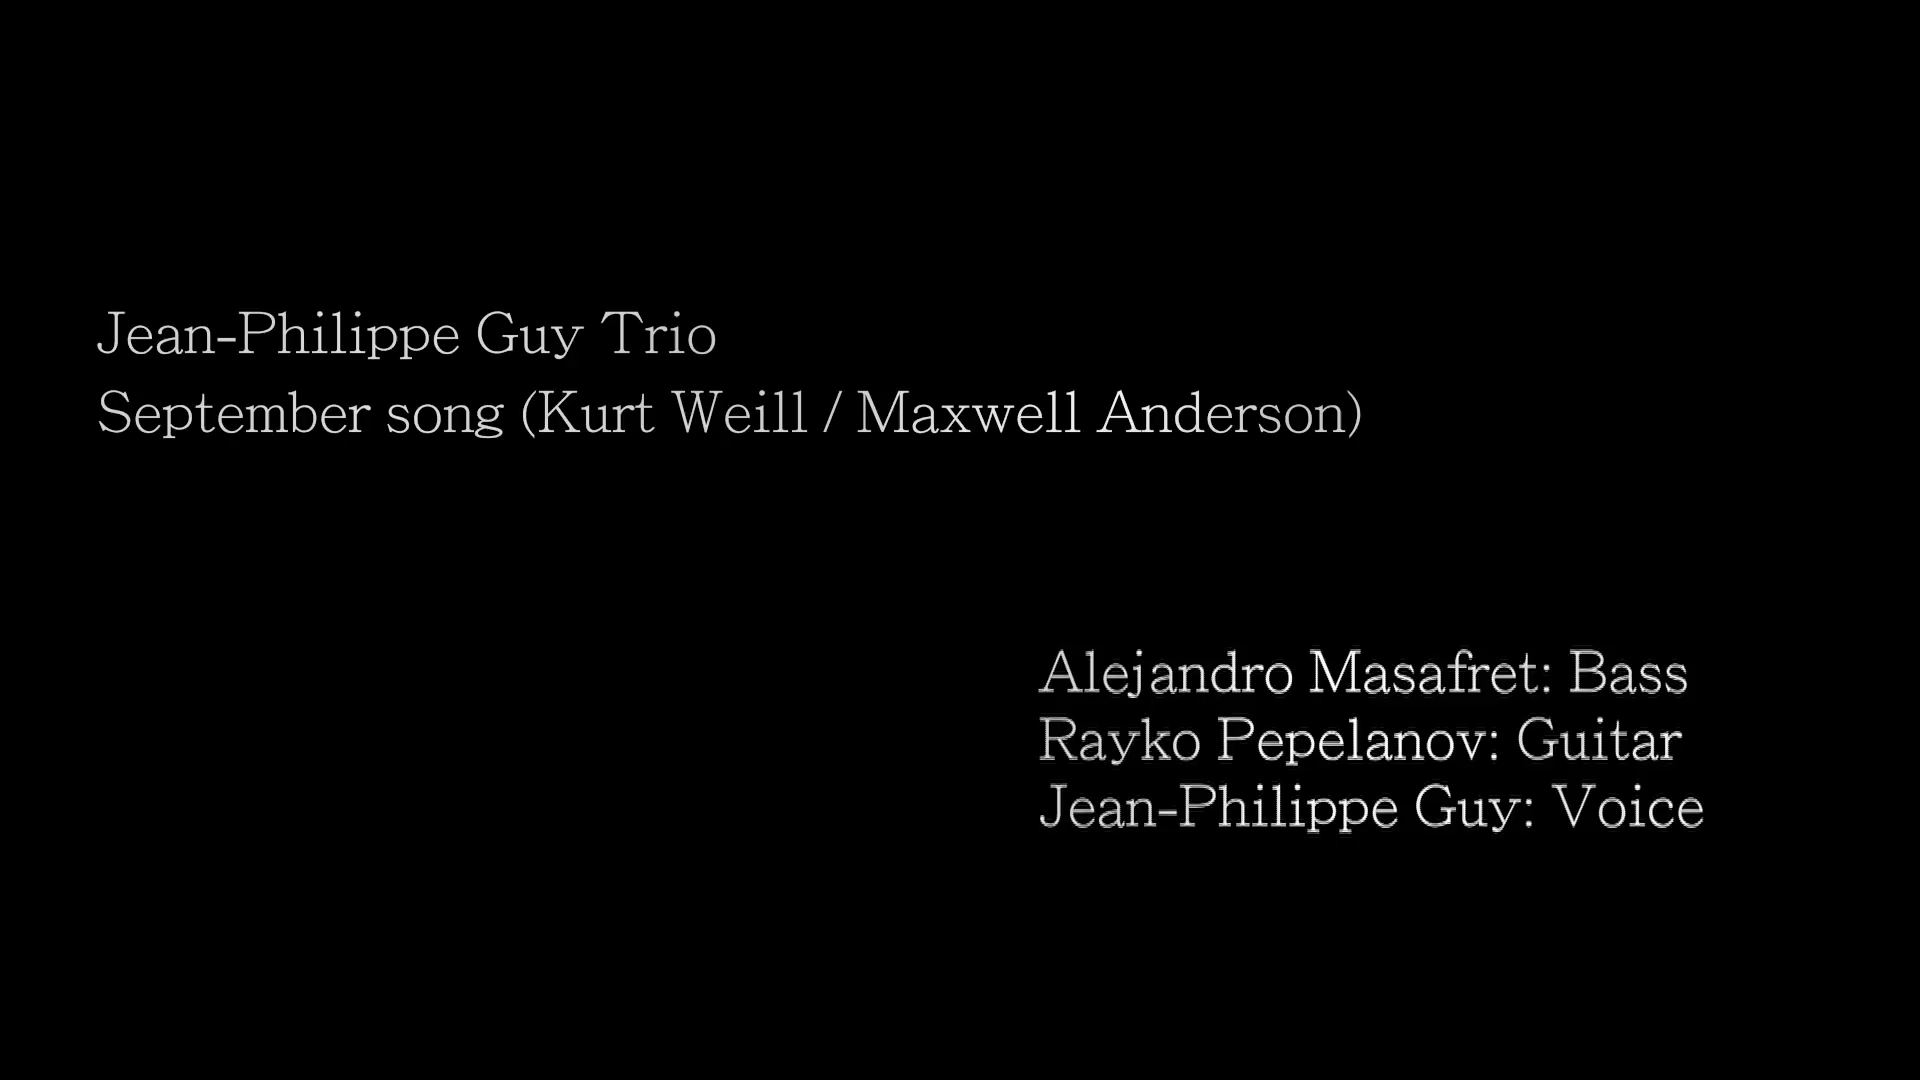 Jean-Philippe Guy Trio
September song (Kurt Weill / Maxwell Anderson)
Alejandro Masafret: Bass
Rayko Pepelanov: Guitar
Jean-Philippe Guy: Voice